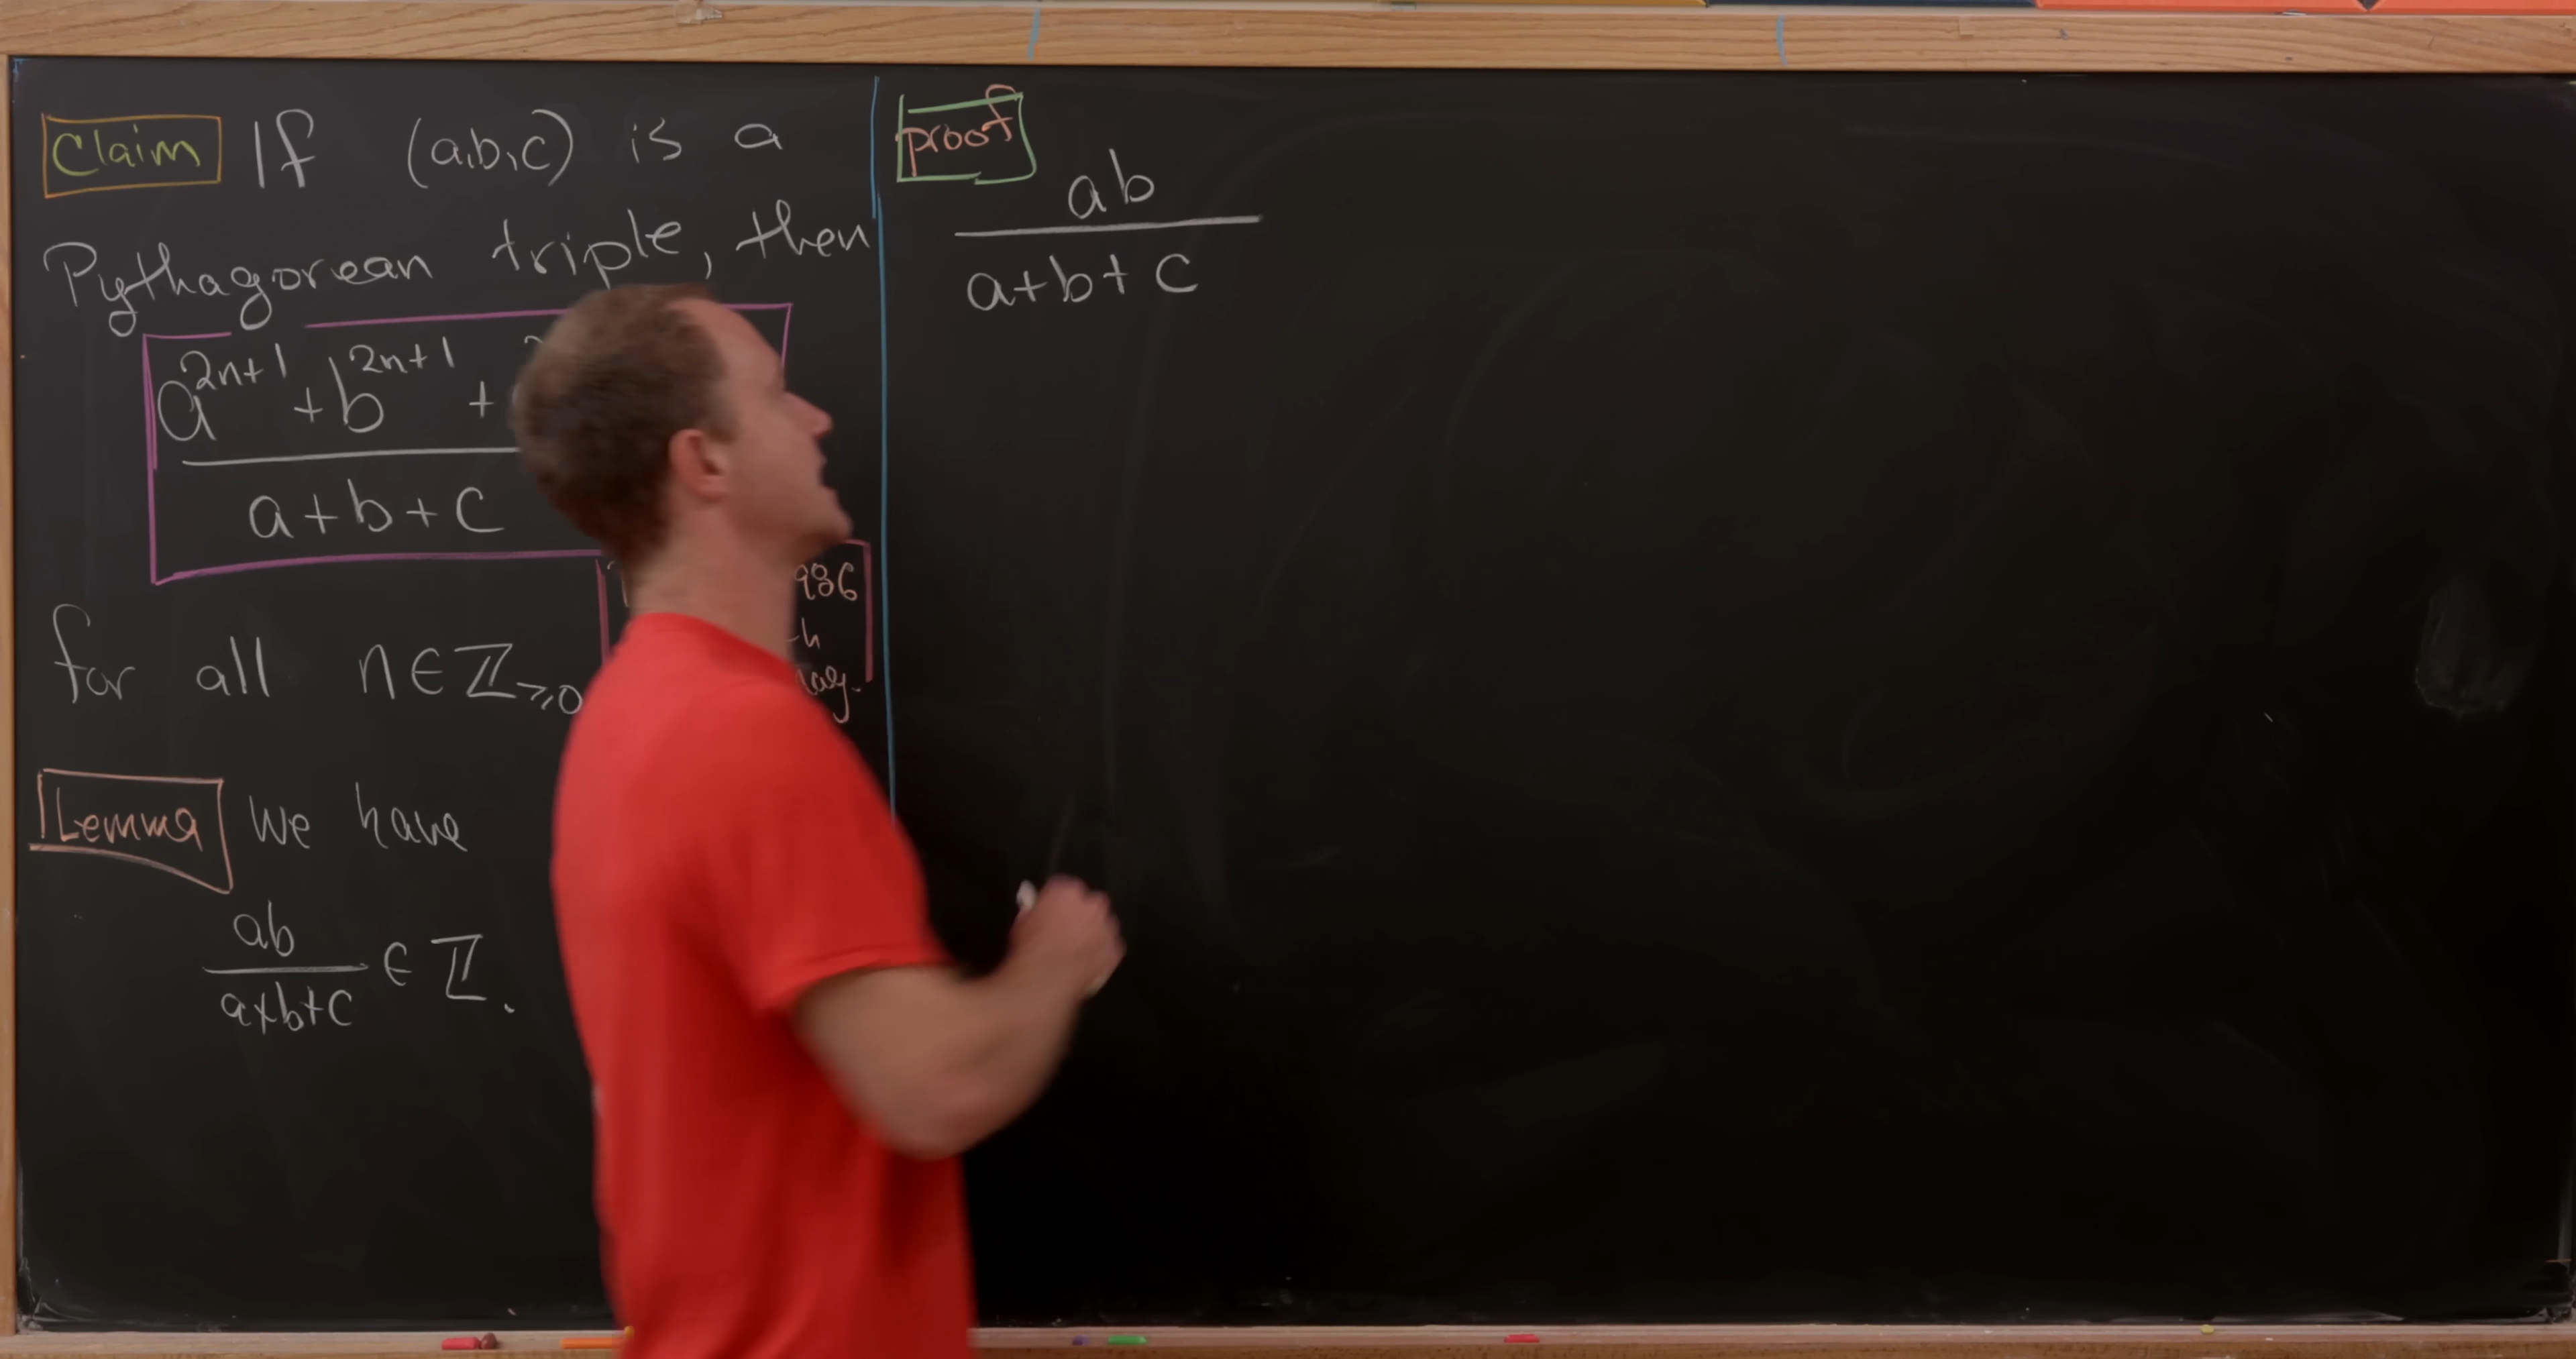 Claim If (a,b,c) is a
Pythagorean triple, then
a^{2n+1} + b^{2n+1} +
a+b+c
986
h
for all n∈ℤ≥0
Lemma We have
ab
a+b+c ∈ ℤ.
proof
ab
a+b+c